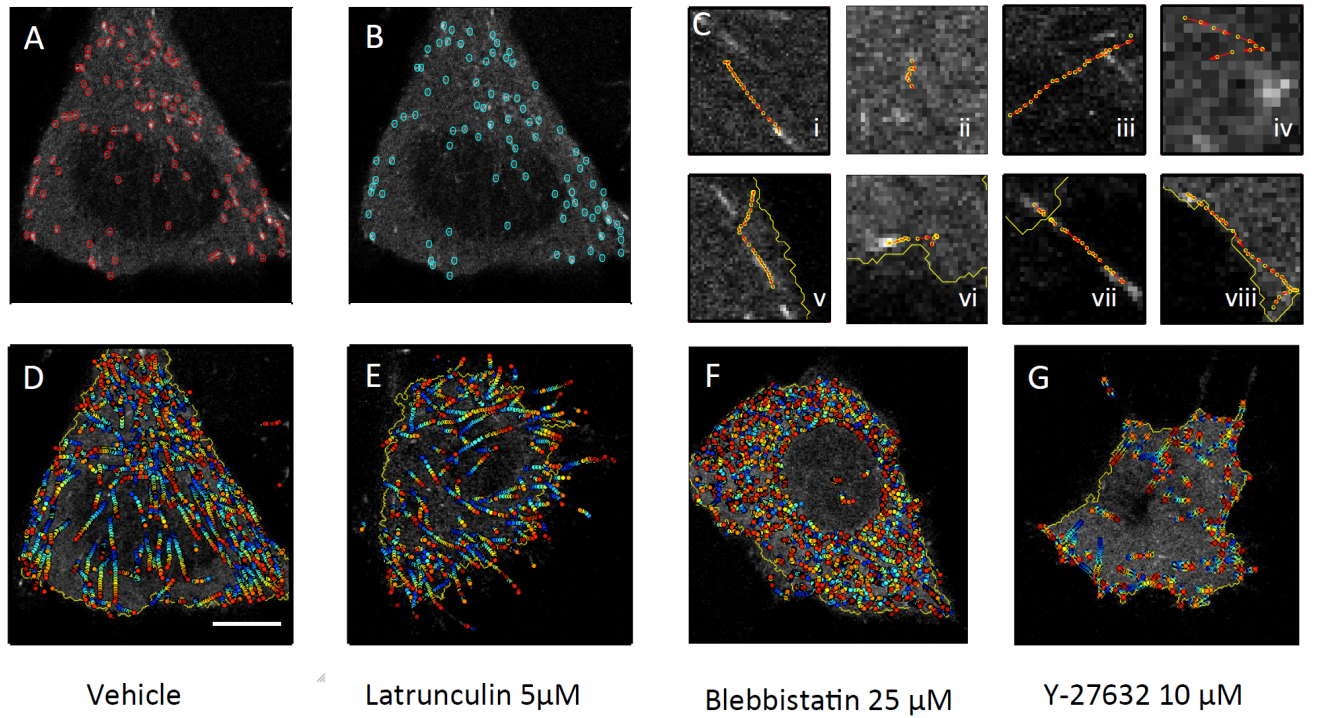 A
B
C
i
ii
iii
iv
v
vi
vii
viii
D
E
F
G
Vehicle
Latrunculin 5µM
Blebbistatin 25 µM
Y-27632 10 µM